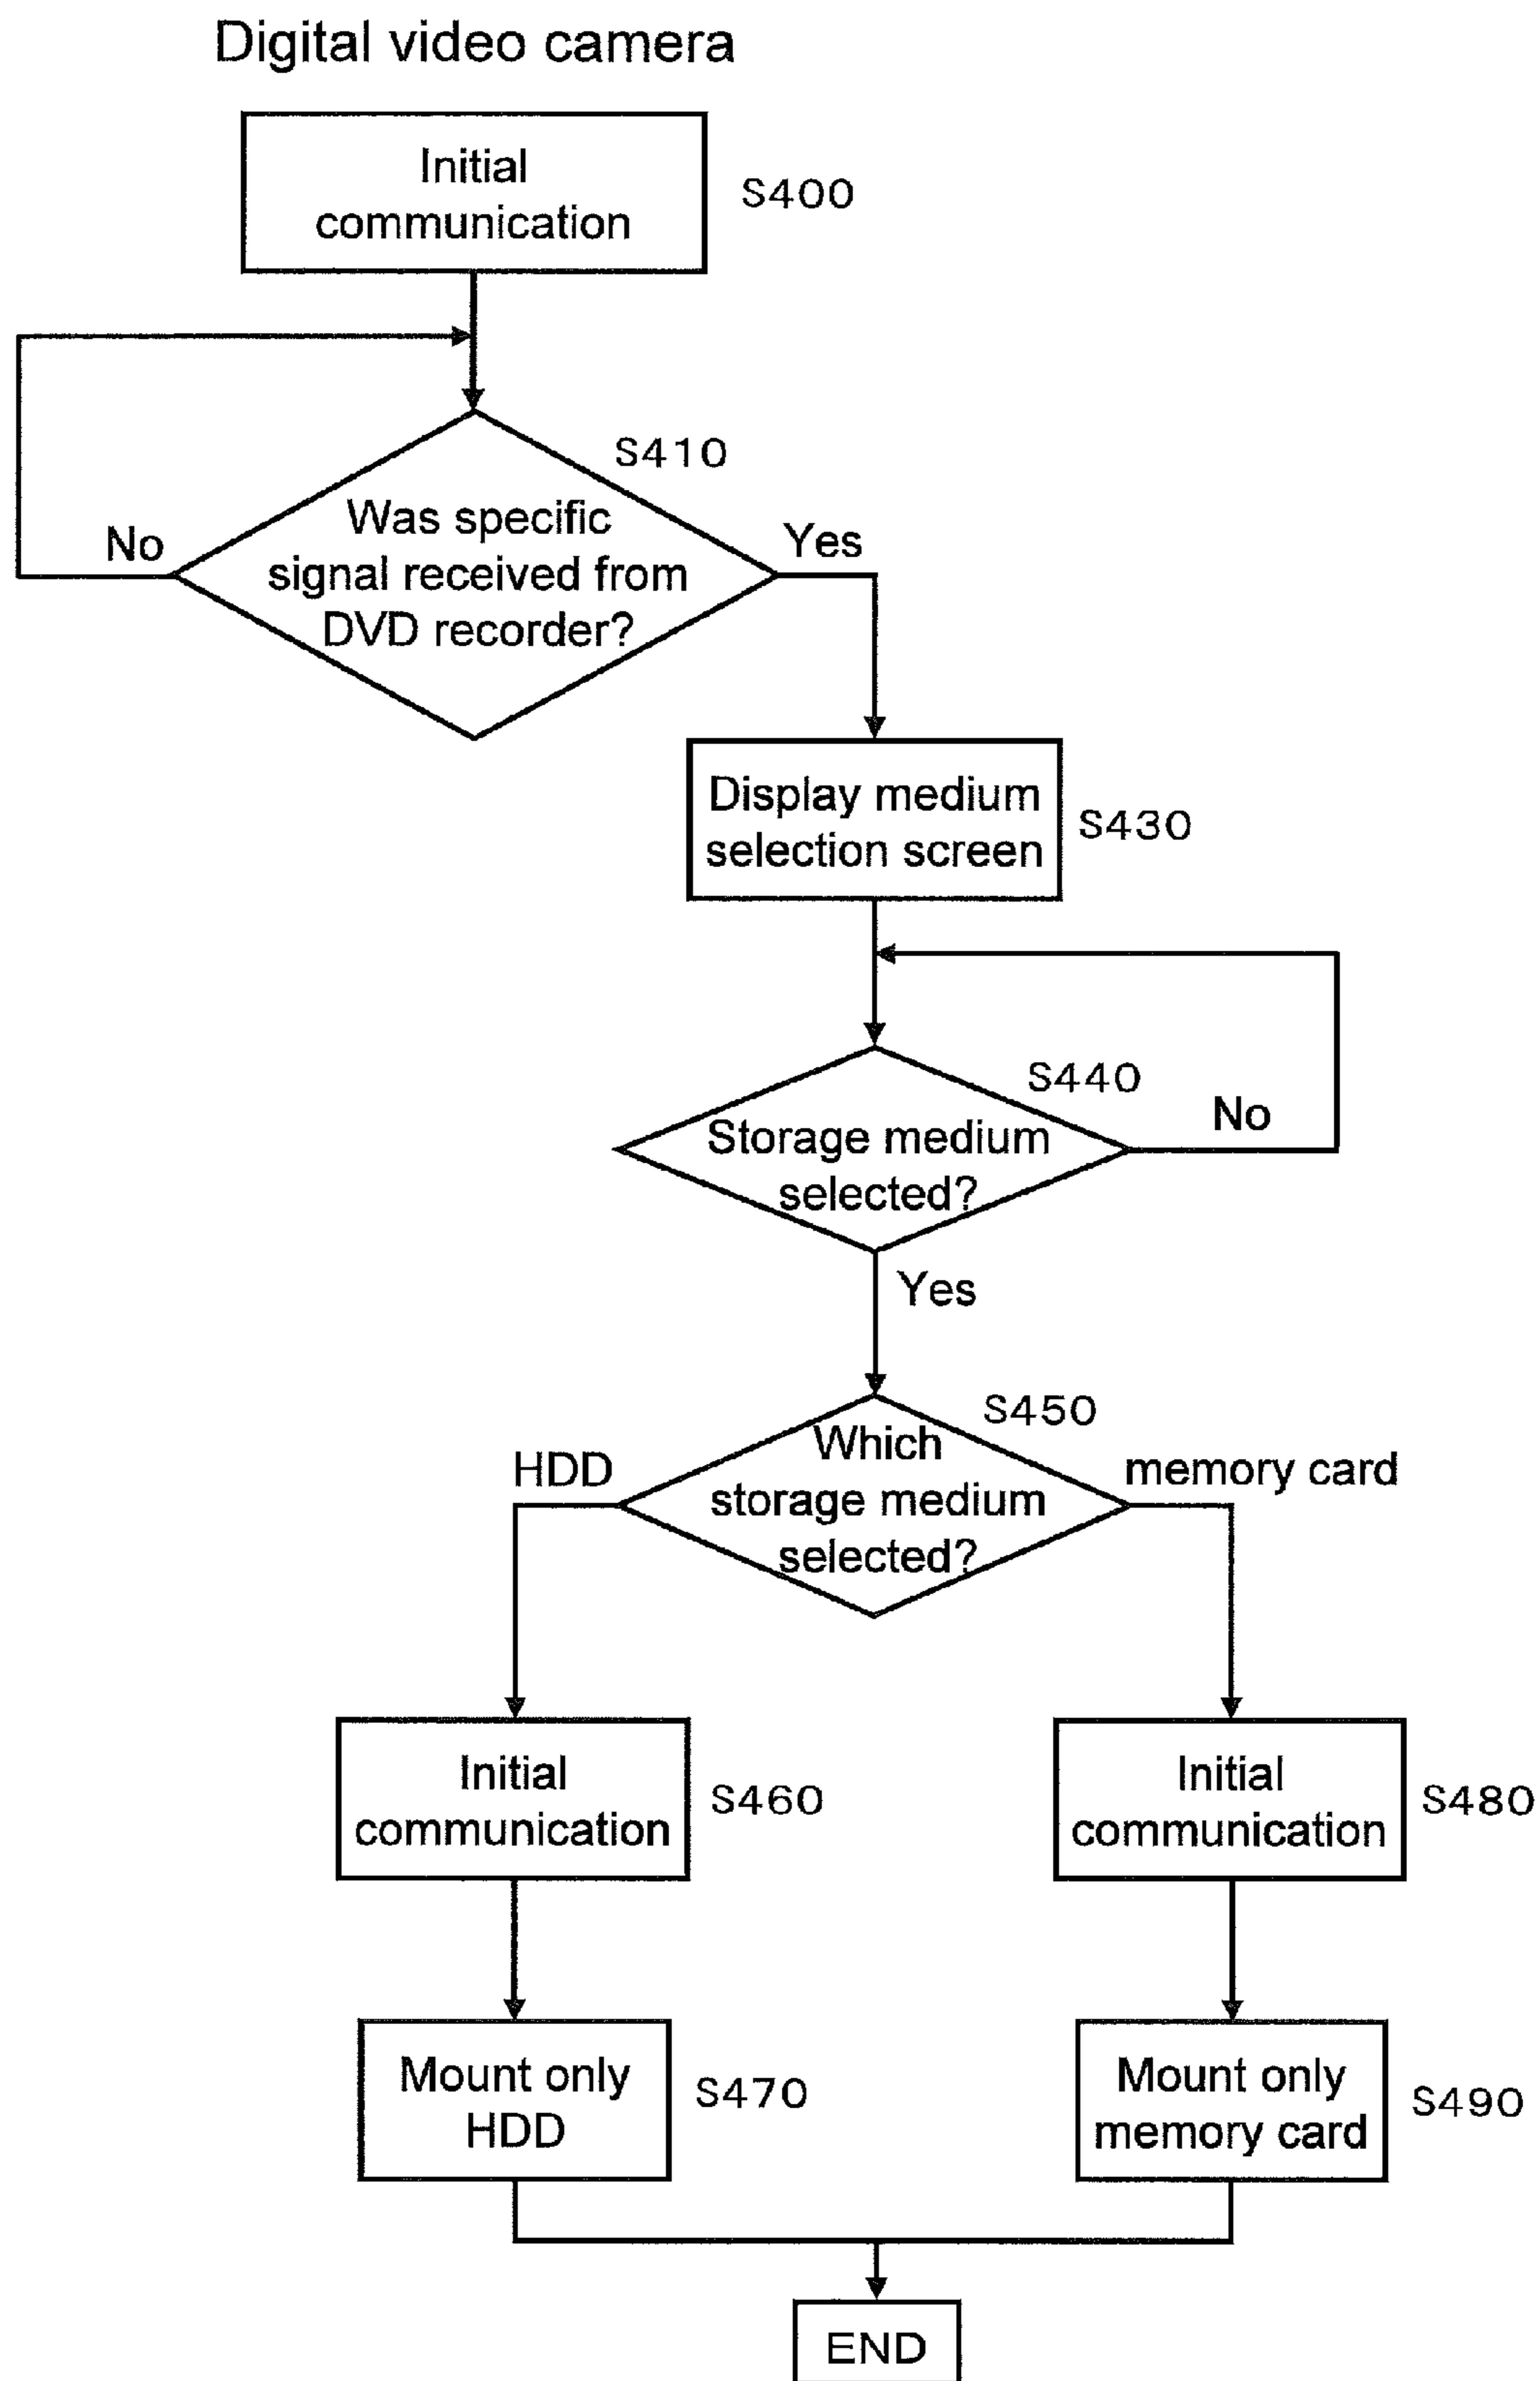 Digital video camera
Initial
communication
S400
S410
Was specific
signal received from
DVD recorder?
No
Yes
Display medium
selection screen
S430
S440
Storage medium
selected?
No
Yes
S450
Which
storage medium
selected?
HDD
memory card
Initial
communication
S460
Initial
communication
S480
Mount only
HDD
S470
Mount only
memory card
S490
END